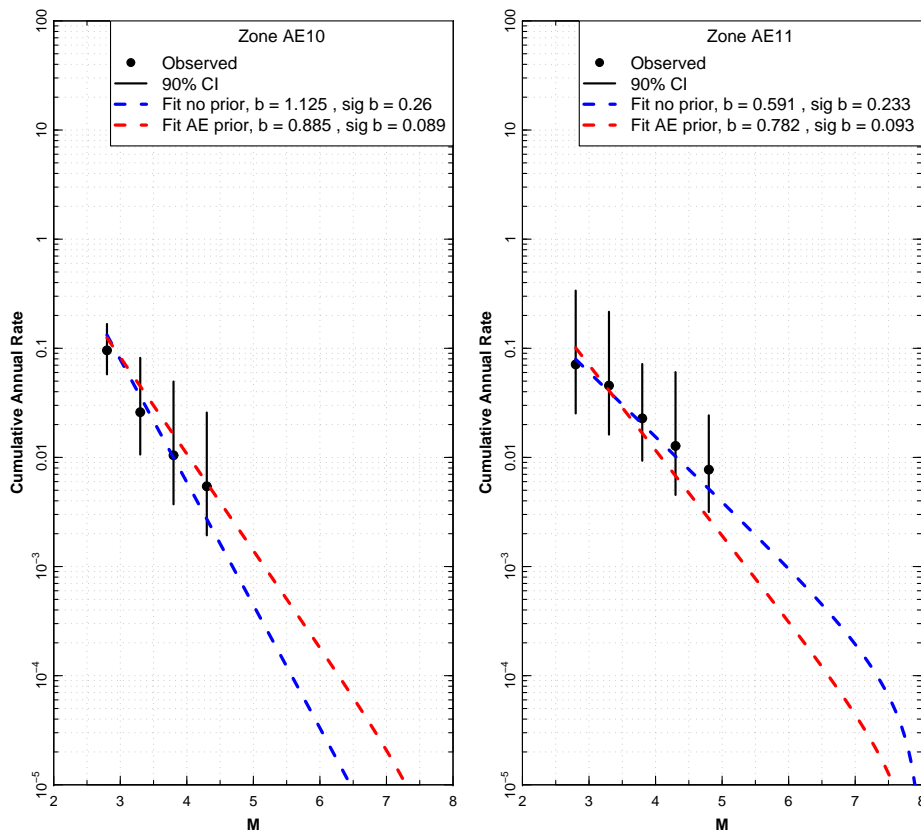 Zone AE10
Observed
90% CI
Fit no prior, b = 1.125 , sig b = 0.26
Fit AE prior, b = 0.885 , sig b = 0.089
Cumulative Annual Rate
100
10
1
0.1
0.01
10⁻³
10⁻⁴
10⁻⁵
2 3 4 5 6 7 8
M
Zone AE11
Observed
90% CI
Fit no prior, b = 0.591 , sig b = 0.233
Fit AE prior, b = 0.782 , sig b = 0.093
Cumulative Annual Rate
100
10
1
0.1
0.01
10⁻³
10⁻⁴
10⁻⁵
2 3 4 5 6 7 8
M